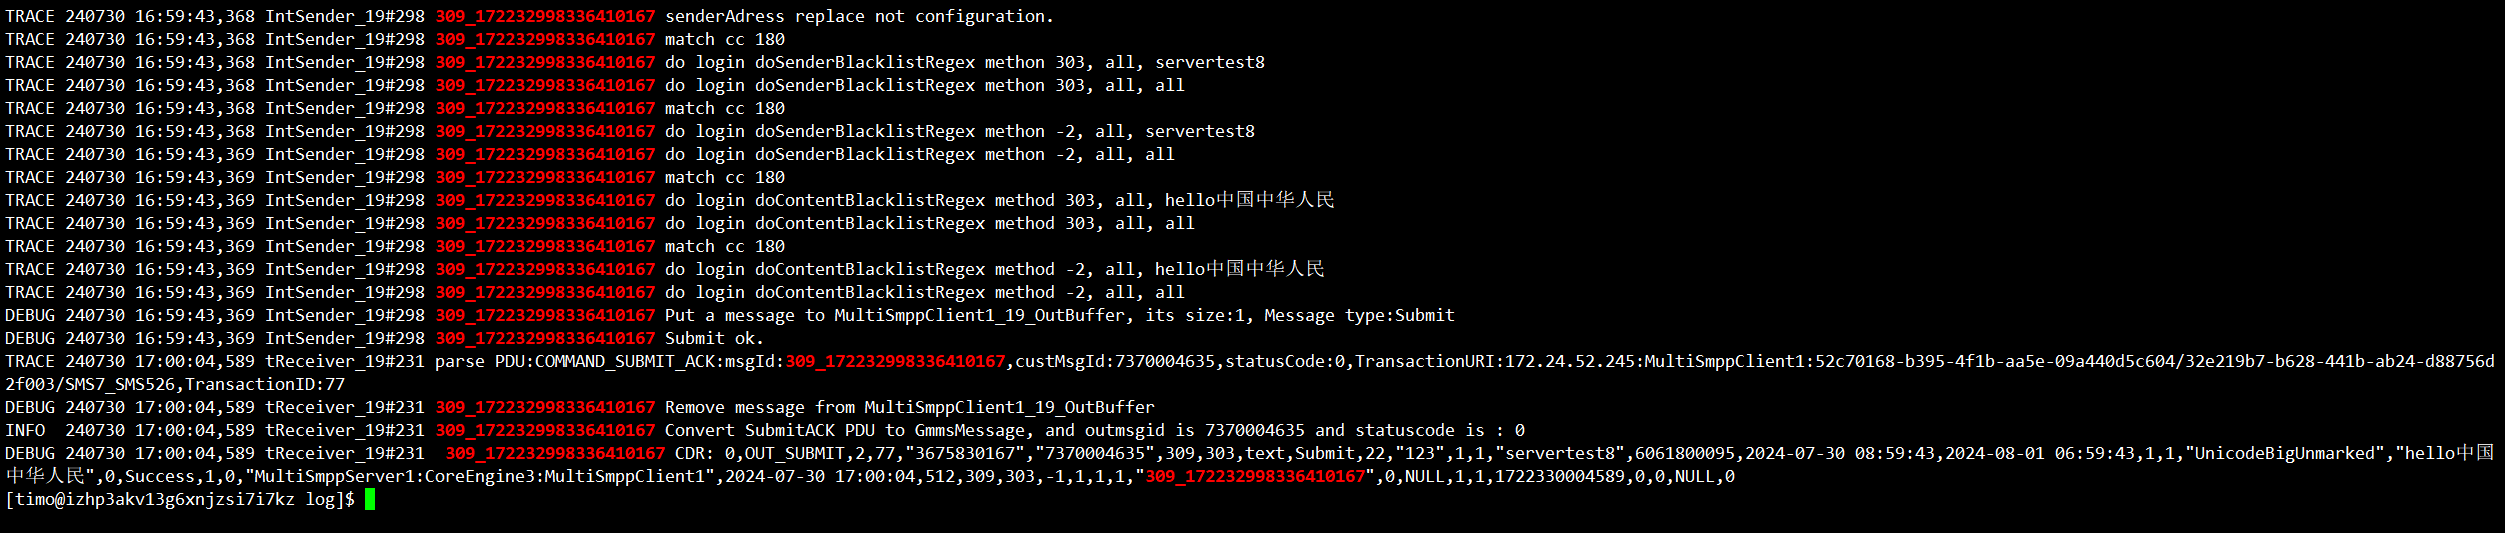 TRACE 240730 16:59:43,368 IntSender_19#298 309_172232998336410167 senderAdress replace not configuration.
TRACE 240730 16:59:43,368 IntSender_19#298 309_172232998336410167 match cc 180
TRACE 240730 16:59:43,368 IntSender_19#298 309_172232998336410167 do login doSenderBlacklistRegex methon 303, all, servertest8
TRACE 240730 16:59:43,368 IntSender_19#298 309_172232998336410167 do login doSenderBlacklistRegex methon 303, all, all
TRACE 240730 16:59:43,368 IntSender_19#298 309_172232998336410167 match cc 180
TRACE 240730 16:59:43,368 IntSender_19#298 309_172232998336410167 do login doSenderBlacklistRegex methon -2, all, servertest8
TRACE 240730 16:59:43,369 IntSender_19#298 309_172232998336410167 do login doSenderBlacklistRegex methon -2, all, all
TRACE 240730 16:59:43,369 IntSender_19#298 309_172232998336410167 match cc 180
TRACE 240730 16:59:43,369 IntSender_19#298 309_172232998336410167 do login doContentBlacklistRegex method 303, all, hello中国中华人民
TRACE 240730 16:59:43,369 IntSender_19#298 309_172232998336410167 do login doContentBlacklistRegex method 303, all, all
TRACE 240730 16:59:43,369 IntSender_19#298 309_172232998336410167 match cc 180
TRACE 240730 16:59:43,369 IntSender_19#298 309_172232998336410167 do login doContentBlacklistRegex method -2, all, hello中国中华人民
TRACE 240730 16:59:43,369 IntSender_19#298 309_172232998336410167 do login doContentBlacklistRegex method -2, all, all
DEBUG 240730 16:59:43,369 IntSender_19#298 309_172232998336410167 Put a message to MultiSmppClient1_19_OutBuffer, its size:1, Message type:Submit
DEBUG 240730 16:59:43,369 IntSender_19#298 309_172232998336410167 Submit ok.
TRACE 240730 17:00:04,589 tReceiver_19#231 parse PDU:COMMAND_SUBMIT_ACK:msgId:309_172232998336410167,custMsgId:7370004635,statusCode:0,TransactionURI:172.24.52.245:MultiSmppClient1:52c70168-b395-4f1b-aa5e-09a440d5c604/32e219b7-b628-441b-ab24-d88756d
2f003/SMS7_SMS526,TransactionID:77
DEBUG 240730 17:00:04,589 tReceiver_19#231 309_172232998336410167 Remove message from MultiSmppClient1_19_OutBuffer
INFO  240730 17:00:04,589 tReceiver_19#231 309_172232998336410167 Convert SubmitACK PDU to GmmsMessage, and outmsgid is 7370004635 and statuscode is : 0
DEBUG 240730 17:00:04,589 tReceiver_19#231  309_172232998336410167 CDR: 0,OUT_SUBMIT,2,77,"3675830167","7370004635",309,303,text,Submit,22,"123",1,1,"servertest8",6061800095,2024-07-30 08:59:43,2024-08-01 06:59:43,1,1,"UnicodeBigUnmarked","hello中国
中华人民",0,Success,1,0,"MultiSmppServer1:CoreEngine3:MultiSmppClient1",2024-07-30 17:00:04,512,309,303,-1,1,1,1,"309_172232998336410167",0,NULL,1,1,1722330004589,0,0,NULL,0
[timo@izhp3akv13g6xnjzsi7i7kz log]$